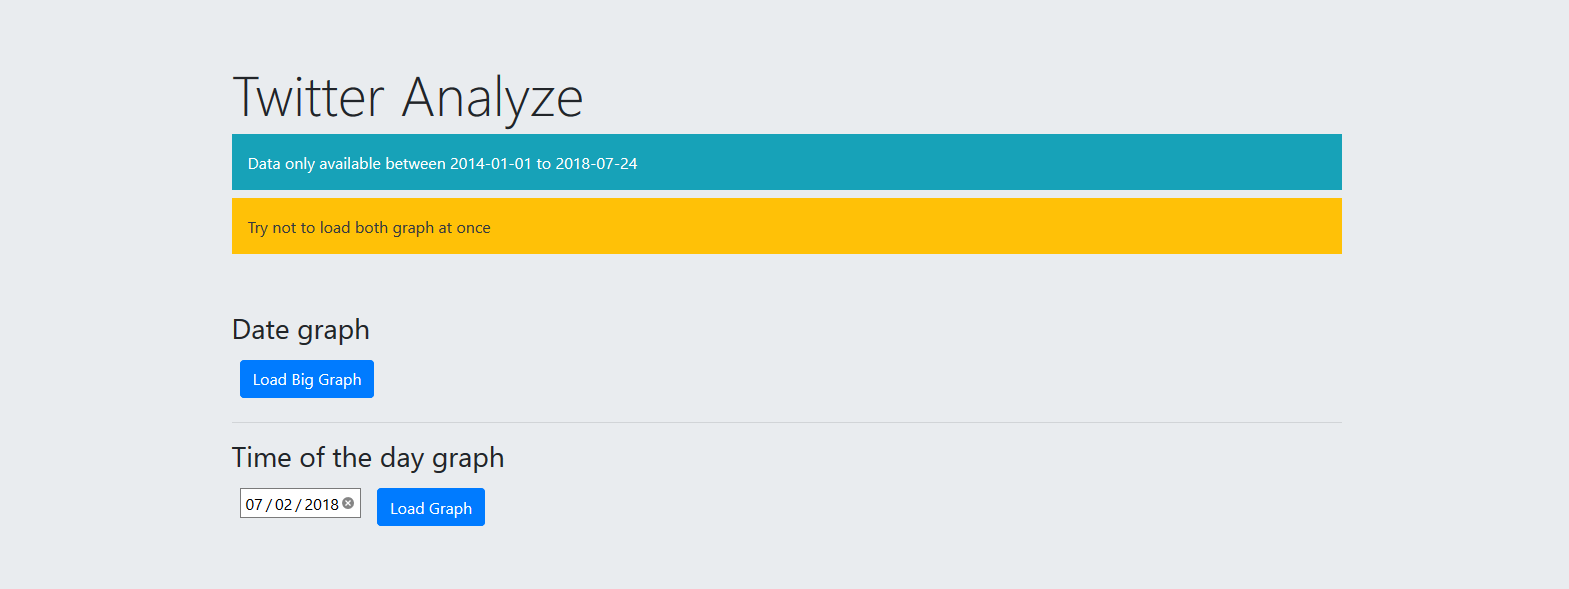 Twitter Analyze
Data only available between 2014-01-01 to 2018-07-24
Try not to load both graph at once
Date graph
Load Big Graph
Time of the day graph
07 / 02 / 2018
Load Graph